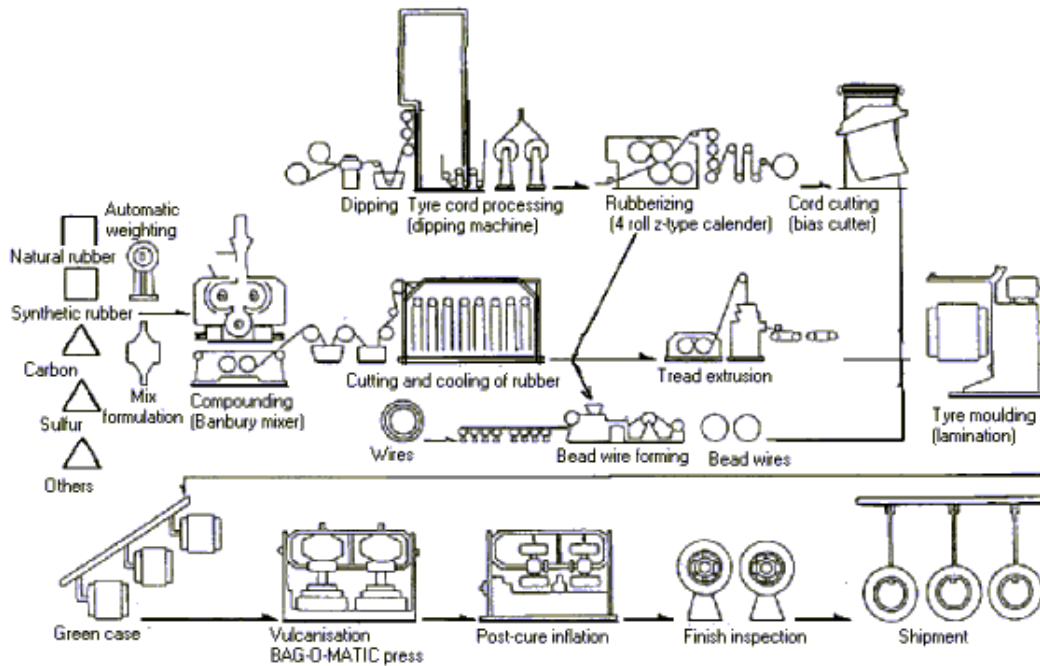 Dipping
Tyre cord processing
(dipping machine)
Rubberizing
(4 roll z-type calender)
Cord cutting
(bias cutter)
Automatic
weighting
Natural rubber
Synthetic rubber
Carbon
Sulfur
Others
Mix
formulation
Compounding
(Banbury mixer)
Cutting and cooling of rubber
Tread extrusion
Tyre moulding
(lamination)
Wires
Bead wire forming
Bead wires
Green case
Vulcanisation
BAG-O-MATIC press
Post-cure inflation
Finish inspection
Shipment